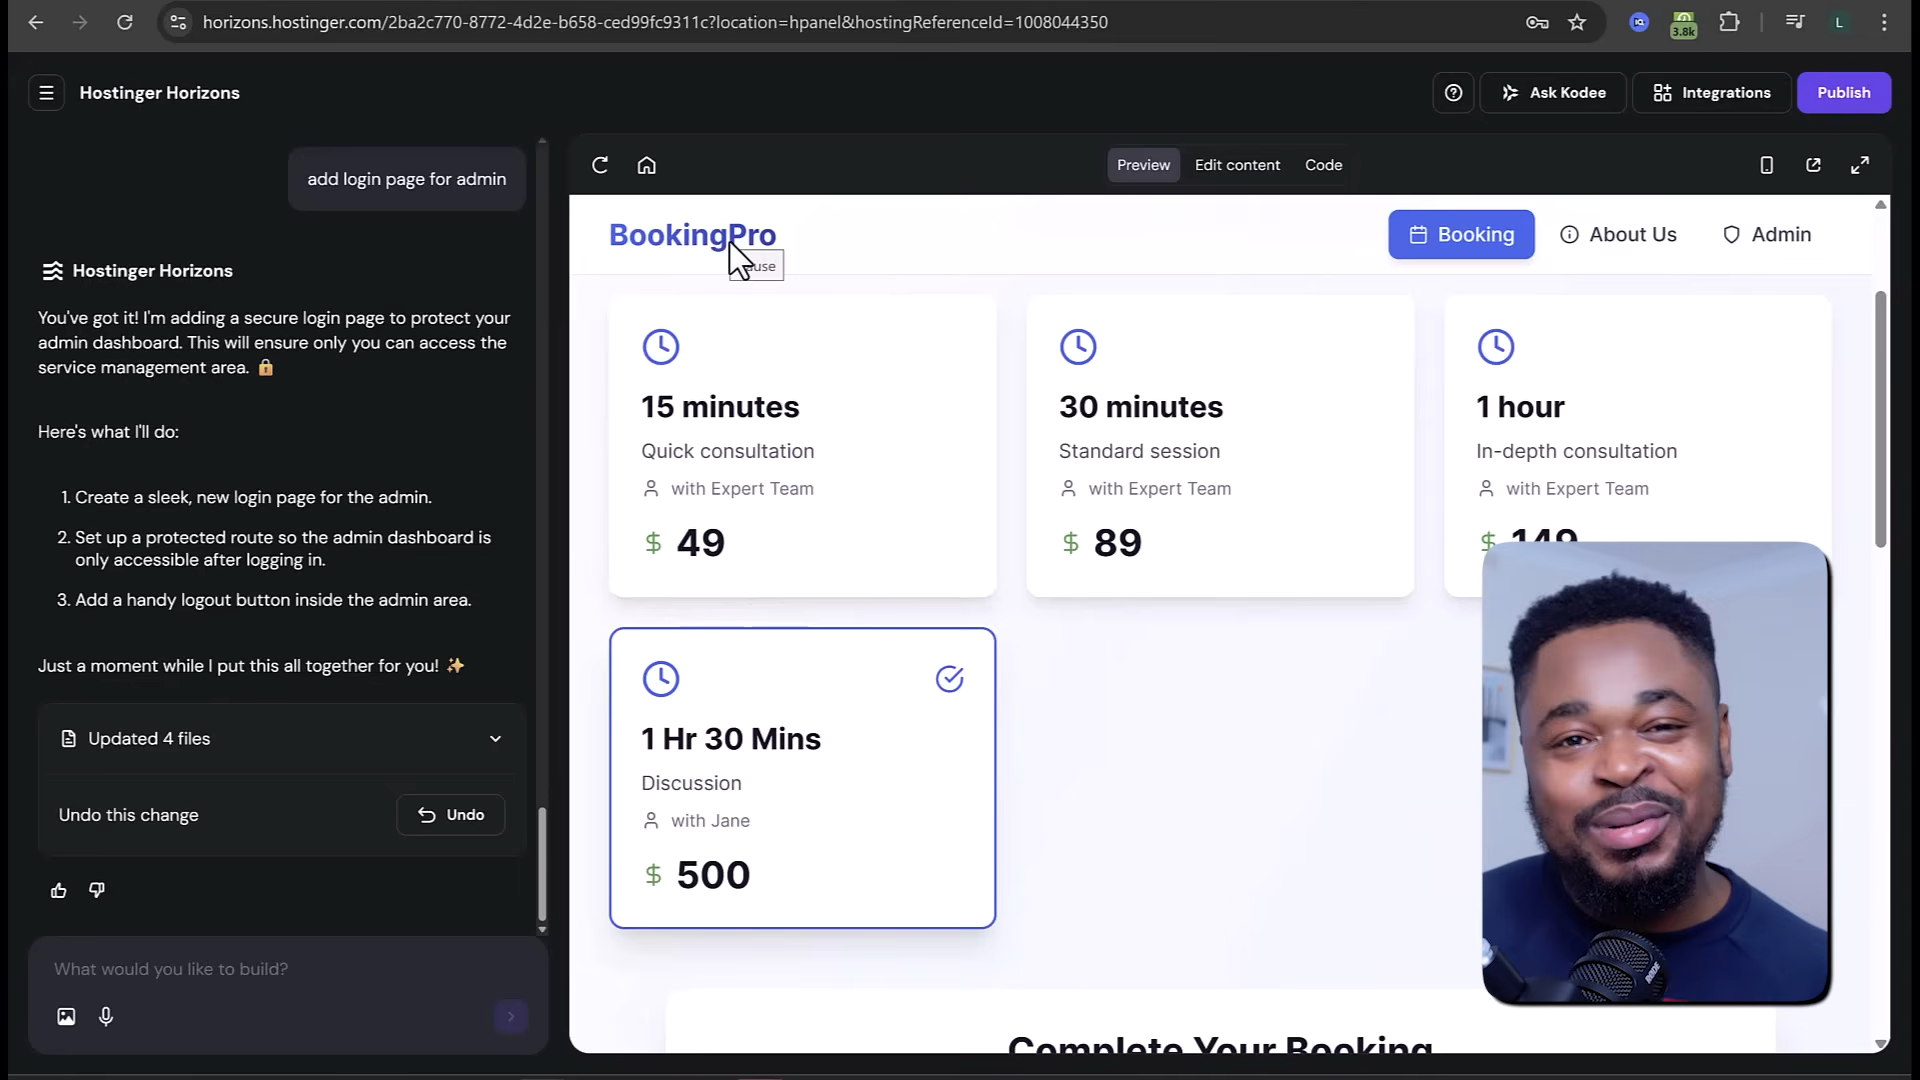 horizons.hostinger.com/2ba2c770-8772-4d2e-b658-ced99fc9311c?location=hpanel&hostingReferenceId=1008044350
3.8k
L
Hostinger Horizons
Ask Kodee
Integrations
Publish
add login page for admin
Hostinger Horizons
You've got it! I'm adding a secure login page to protect your
admin dashboard. This will ensure only you can access the
service management area.
Here's what I'll do:
1. Create a sleek, new login page for the admin.
2. Set up a protected route so the admin dashboard is
only accessible after logging in.
3. Add a handy logout button inside the admin area.
Just a moment while I put this all together for you!
Updated 4 files
Undo this change
Undo
What would you like to build?
Preview
Edit content
Code
BookingPro
Booking
About Us
Admin
15 minutes
Quick consultation
with Expert Team
$ 49
30 minutes
Standard session
with Expert Team
$ 89
1 hour
In-depth consultation
with Expert Team
$ 149
1 Hr 30 Mins
Discussion
with Jane
$ 500
Complete Your Booking
RODE